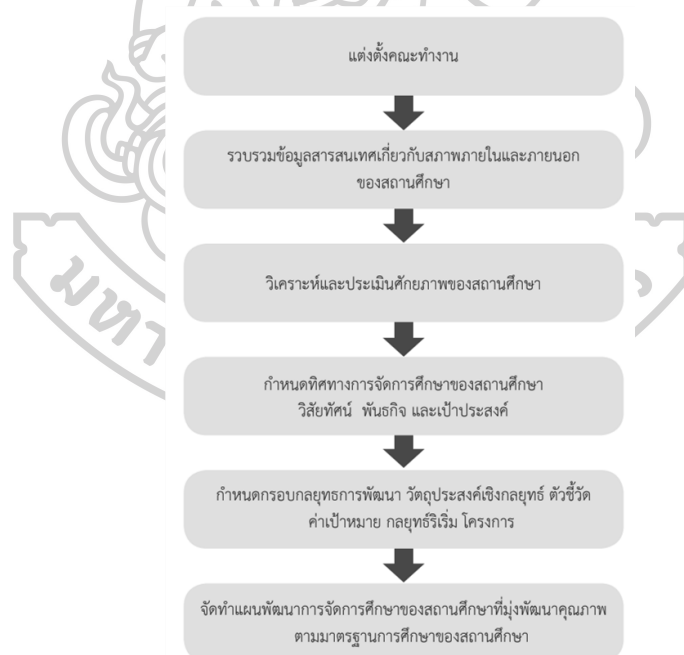 แต่งตั้งคณะทำงาน
รวบรวมข้อมูลสารสนเทศเกี่ยวกับสภาพภายในและภายนอก
ของสถานศึกษา
วิเคราะห์และประเมินศักยภาพของสถานศึกษา
กำหนดทิศทางการจัดการศึกษาของสถานศึกษา
วิสัยทัศน์ พันธกิจ และเป้าประสงค์
กำหนดกรอบกลยุทธการพัฒนา วัตถุประสงค์เชิงกลยุทธ์ ตัวชี้วัด
ค่าเป้าหมาย กลยุทธ์ริเริ่ม โครงการ
จัดทำแผนพัฒนาการจัดการศึกษาของสถานศึกษาที่มุ่งพัฒนาคุณภาพ
ตามมาตรฐานการศึกษาของสถานศึกษา